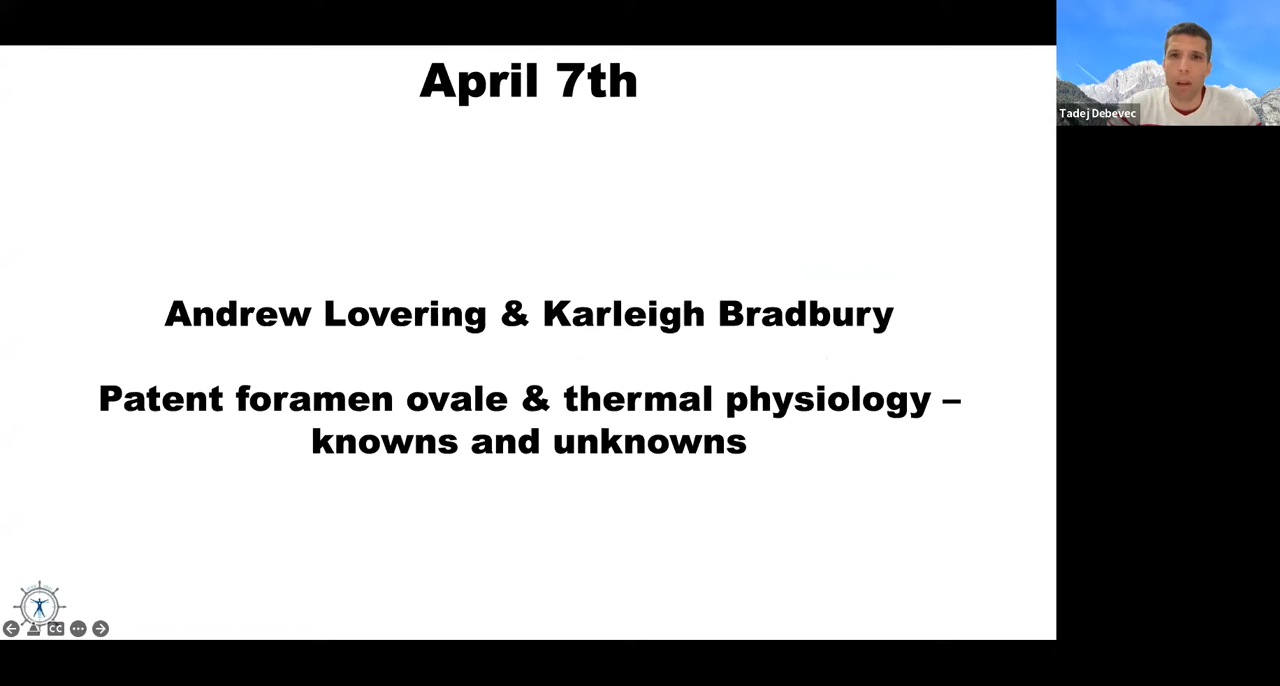 April 7th
Tadej Debevec
Andrew Lovering & Karleigh Bradbury
Patent foramen ovale & thermal physiology –
knowns and unknowns
CC